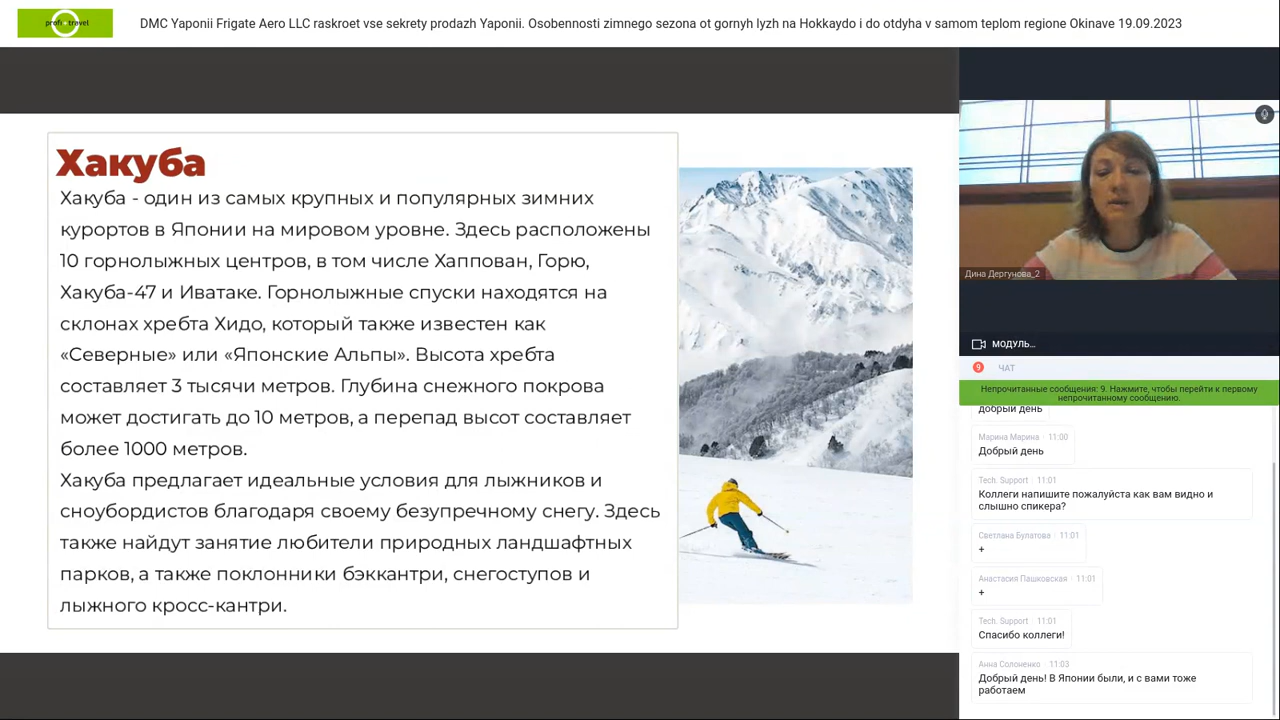 profi travel
DMC Yaponii Frigate Aero LLC raskroet vse sekrety prodazh Yaponii. Osobennosti zimnego sezona ot gornyh lyzh na Hokkaydo i do otdyha v samom teplom regione Okinave 19.09.2023
Хакуба
Хакуба - один из самых крупных и популярных зимних
курортов в Японии на мировом уровне. Здесь расположены
10 горнолыжных центров, в том числе Хаппован, Горю,
Хакуба-47 и Иватаке. Горнолыжные спуски находятся на
склонах хребта Хидо, который также известен как
«Северные» или «Японские Альпы». Высота хребта
составляет 3 тысячи метров. Глубина снежного покрова
может достигать до 10 метров, а перепад высот составляет
более 1000 метров.
Хакуба предлагает идеальные условия для лыжников и
сноубордистов благодаря своему безупречному снегу. Здесь
также найдут занятие любители природных ландшафтных
парков, а также поклонники бэккантри, снегоступов и
лыжного кросс-кантри.
Дина Дергунова_2
МОДУЛЬ...
9 ЧАТ
Непрочитанные сообщения: 9. Нажмите, чтобы перейти к первому
непрочитанному сообщению.
добрый день
Марина Марина · 11:00
Добрый день
Tech. Support · 11:01
Коллеги напишите пожалуйста как вам видно и
слышно спикера?
Светлана Булатова · 11:01
+
Анастасия Пашковская · 11:01
+
Tech. Support · 11:01
Спасибо коллеги!
Анна Солоненко · 11:03
Добрый день! В Японии были, и с вами тоже
работаем